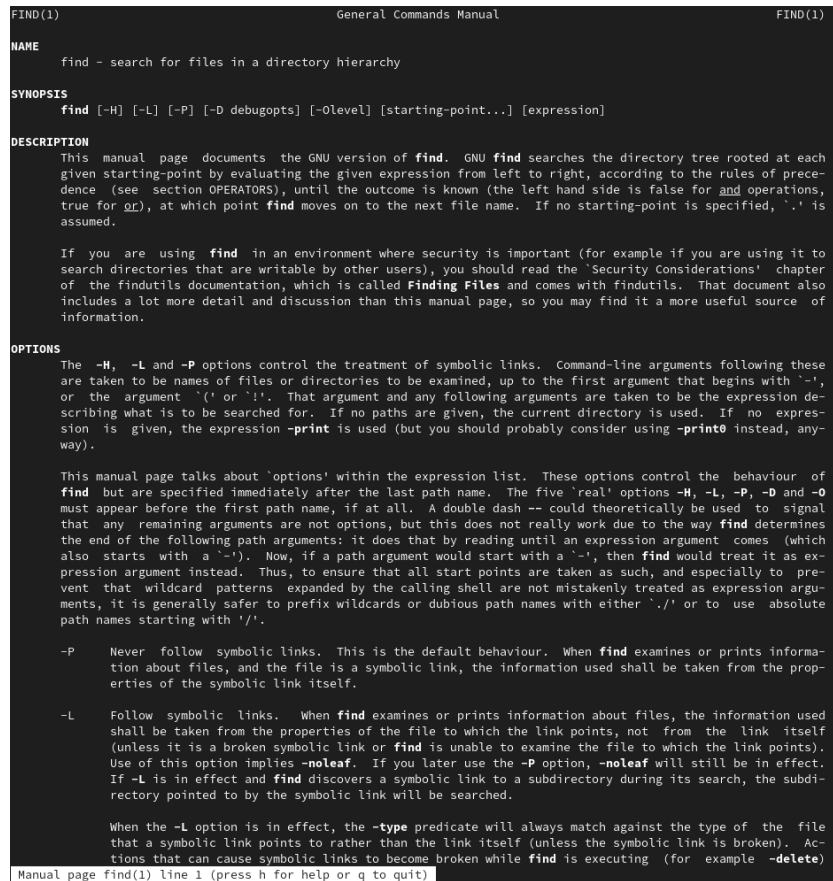 FIND(1) General Commands Manual FIND(1)
NAME
find - search for files in a directory hierarchy
SYNOPSIS
find [-H] [-L] [-P] [-D debugopts] [-Olevel] [starting-point...] [expression]
DESCRIPTION
This manual page documents the GNU version of find. GNU find searches the directory tree rooted at each
given starting-point by evaluating the given expression from left to right, according to the rules of prece-
dence (see section OPERATORS), until the outcome is known (the left hand side is false for and operations,
true for or), at which point find moves on to the next file name. If no starting-point is specified, `.' is
assumed.
If you are using find in an environment where security is important (for example if you are using it to
search directories that are writable by other users), you should read the `Security Considerations' chapter
of the findutils documentation, which is called Finding Files and comes with findutils. That document also
includes a lot more detail and discussion than this manual page, so you may find it a more useful source of
information.
OPTIONS
The -H, -L and -P options control the treatment of symbolic links. Command-line arguments following these
are taken to be names of files or directories to be examined, up to the first argument that begins with `-',
or the argument `(' or `!'. That argument and any following arguments are taken to be the expression de-
scribing what is to be searched for. If no paths are given, the current directory is used. If no expres-
sion is given, the expression -print is used (but you should probably consider using -print0 instead, any-
way).
This manual page talks about `options' within the expression list. These options control the behaviour of
find but are specified immediately after the last path name. The five `real' options -H, -L, -P, -D and -O
must appear before the first path name, if at all. A double dash -- could theoretically be used to signal
that any remaining arguments are not options, but this does not really work due to the way find determines
the end of the following path arguments: it does that by reading until an expression argument comes (which
also starts with a `-'). Now, if a path argument would start with a `-', then find would treat it as ex-
pression argument instead. Thus, to ensure that all start points are taken as such, and especially to pre-
vent that wildcard patterns expanded by the calling shell are not mistakenly treated as expression argu-
ments, it is generally safer to prefix wildcards or dubious path names with either `./' or to use absolute
path names starting with '/'.
-P Never follow symbolic links. This is the default behaviour. When find examines or prints informa-
tion about files, and the file is a symbolic link, the information used shall be taken from the prop-
erties of the symbolic link itself.
-L Follow symbolic links. When find examines or prints information about files, the information used
shall be taken from the properties of the file to which the link points, not from the link itself
(unless it is a broken symbolic link or find is unable to examine the file to which the link points).
Use of this option implies -noleaf. If you later use the -P option, -noleaf will still be in effect.
If -L is in effect and find discovers a symbolic link to a subdirectory during its search, the subdi-
rectory pointed to by the symbolic link will be searched.
When the -L option is in effect, the -type predicate will always match against the type of the file
that a symbolic link points to rather than the link itself (unless the symbolic link is broken). Ac-
tions that can cause symbolic links to become broken while find is executing (for example -delete)
Manual page find(1) line 1 (press h for help or q to quit)